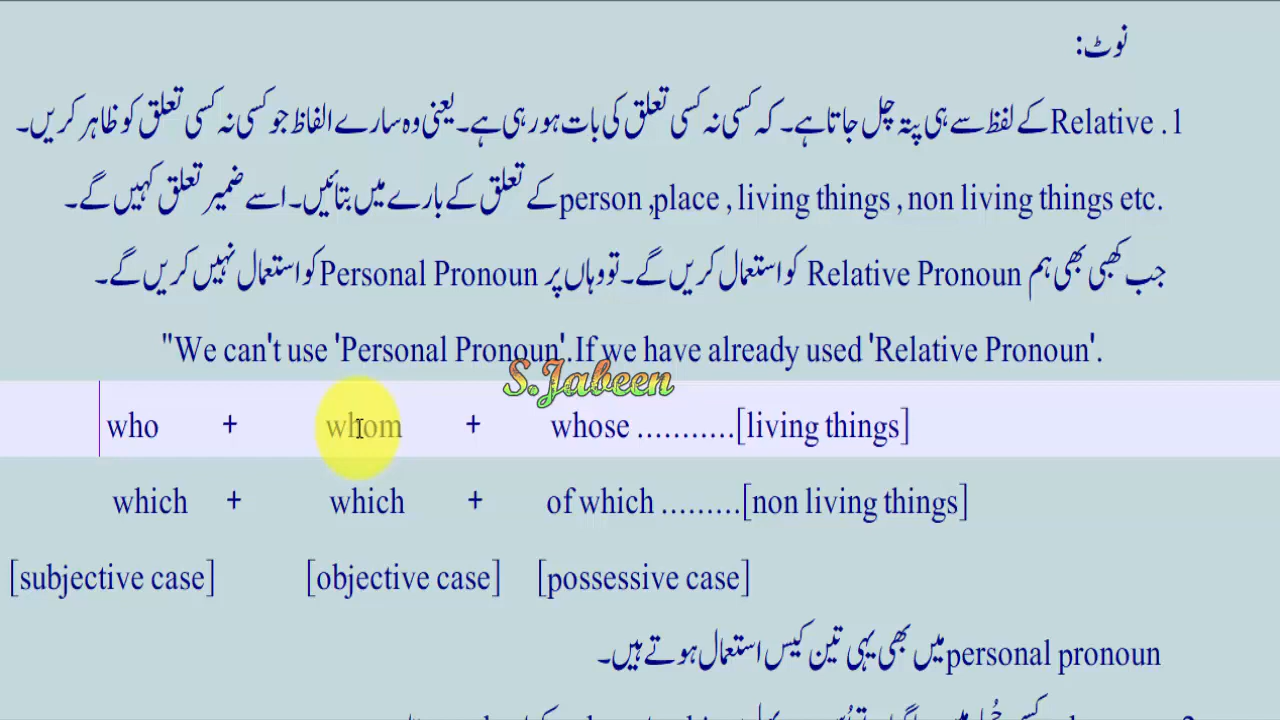 نوٹ:
1. Relative کے لفظ سے ہی پتہ چل جاتا ہے۔ کہ کسی نہ کسی تعلق کی بات ہو رہی ہے۔ یعنی وہ سارے الفاظ جو کسی نہ کسی تعلق کو ظاہر کریں۔
person ,place , living things , non living things etc. کے تعلق کے بارے میں بتائیں۔ اسے ضمیر تعلق کہیں گے۔
جب کھبی بھی ہم Relative Pronoun کو استعمال کریں گے۔ تو وہاں پر Personal Pronoun کو استعمال نہیں کریں گے۔
"We can't use 'Personal Pronoun'.If we have already used 'Relative Pronoun'.
S.Jabeen
who + whom + whose ...........[living things]
which + which + of which .........[non living things]
[subjective case] [objective case] [possessive case]
personal pronoun میں بھی یہی تین کیس استعمال ہوتے ہیں۔